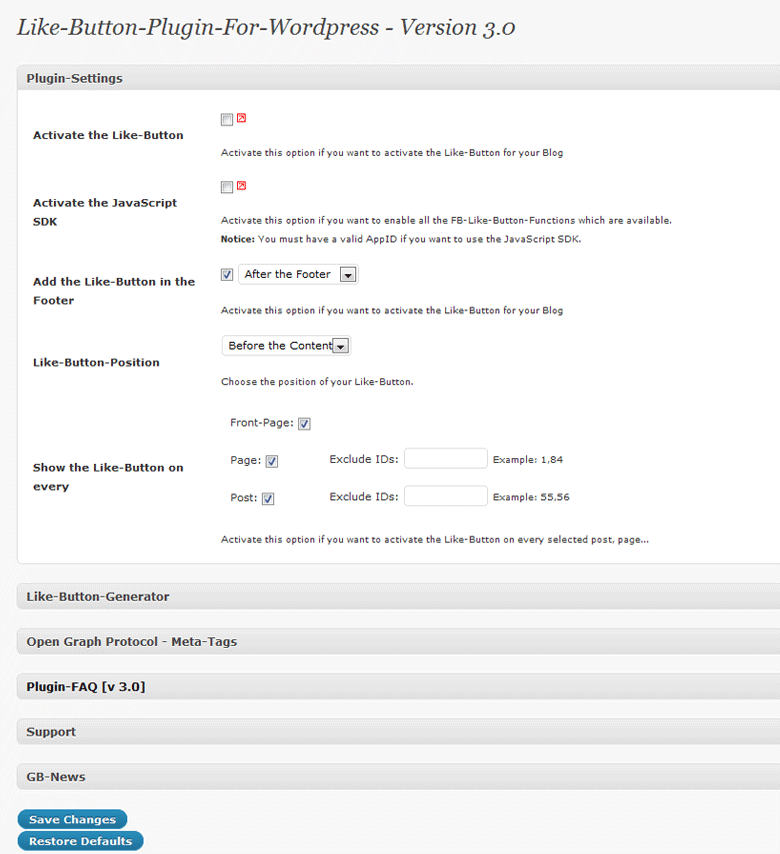 Like-Button-Plugin-For-Wordpress - Version 3.0
Plugin-Settings
Activate the Like-Button
Activate this option if you want to activate the Like-Button for your Blog
Activate the JavaScript
SDK
Activate this option if you want to enable all the FB-Like-Button-Functions which are available.
Notice: You must have a valid AppID if you want to use the JavaScript SDK.
Add the Like-Button in the
Footer
After the Footer
Activate this option if you want to activate the Like-Button for your Blog
Like-Button-Position
Before the Content
Choose the position of your Like-Button.
Show the Like-Button on
every
Front-Page:
Page: Exclude IDs: Example: 1,84
Post: Exclude IDs: Example: 55,56
Activate this option if you want to activate the Like-Button on every selected post, page...
Like-Button-Generator
Open Graph Protocol - Meta-Tags
Plugin-FAQ [v 3.0]
Support
GB-News
Save Changes
Restore Defaults